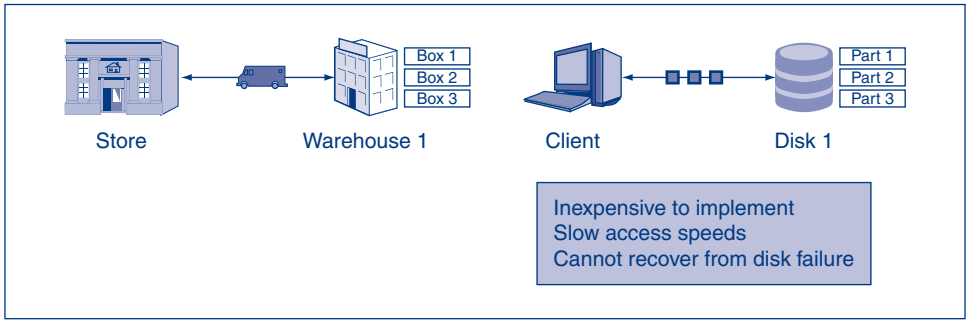 Box 1
Box 2
Box 3
Part 1
Part 2
Part 3
Store
Warehouse 1
Client
Disk 1
Inexpensive to implement
Slow access speeds
Cannot recover from disk failure